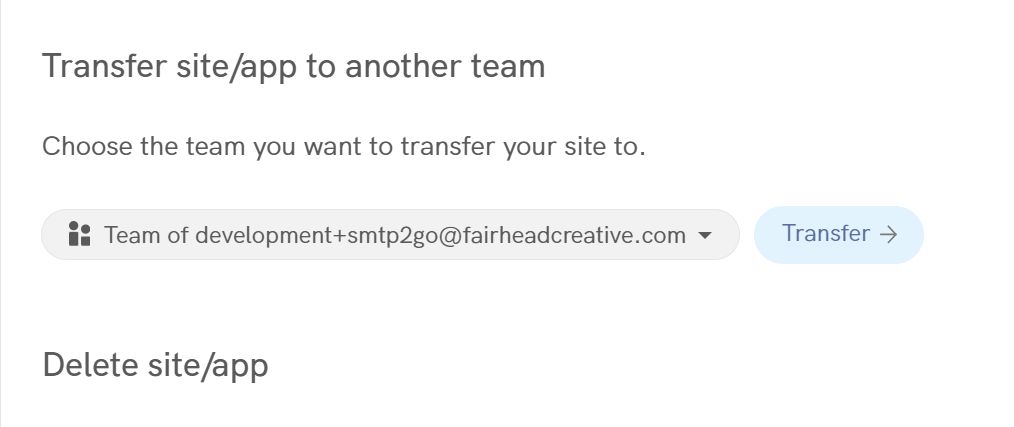 Transfer site/app to another team
Choose the team you want to transfer your site to.
Team of development+smtp2go@fairheadcreative.com
Transfer →
Delete site/app